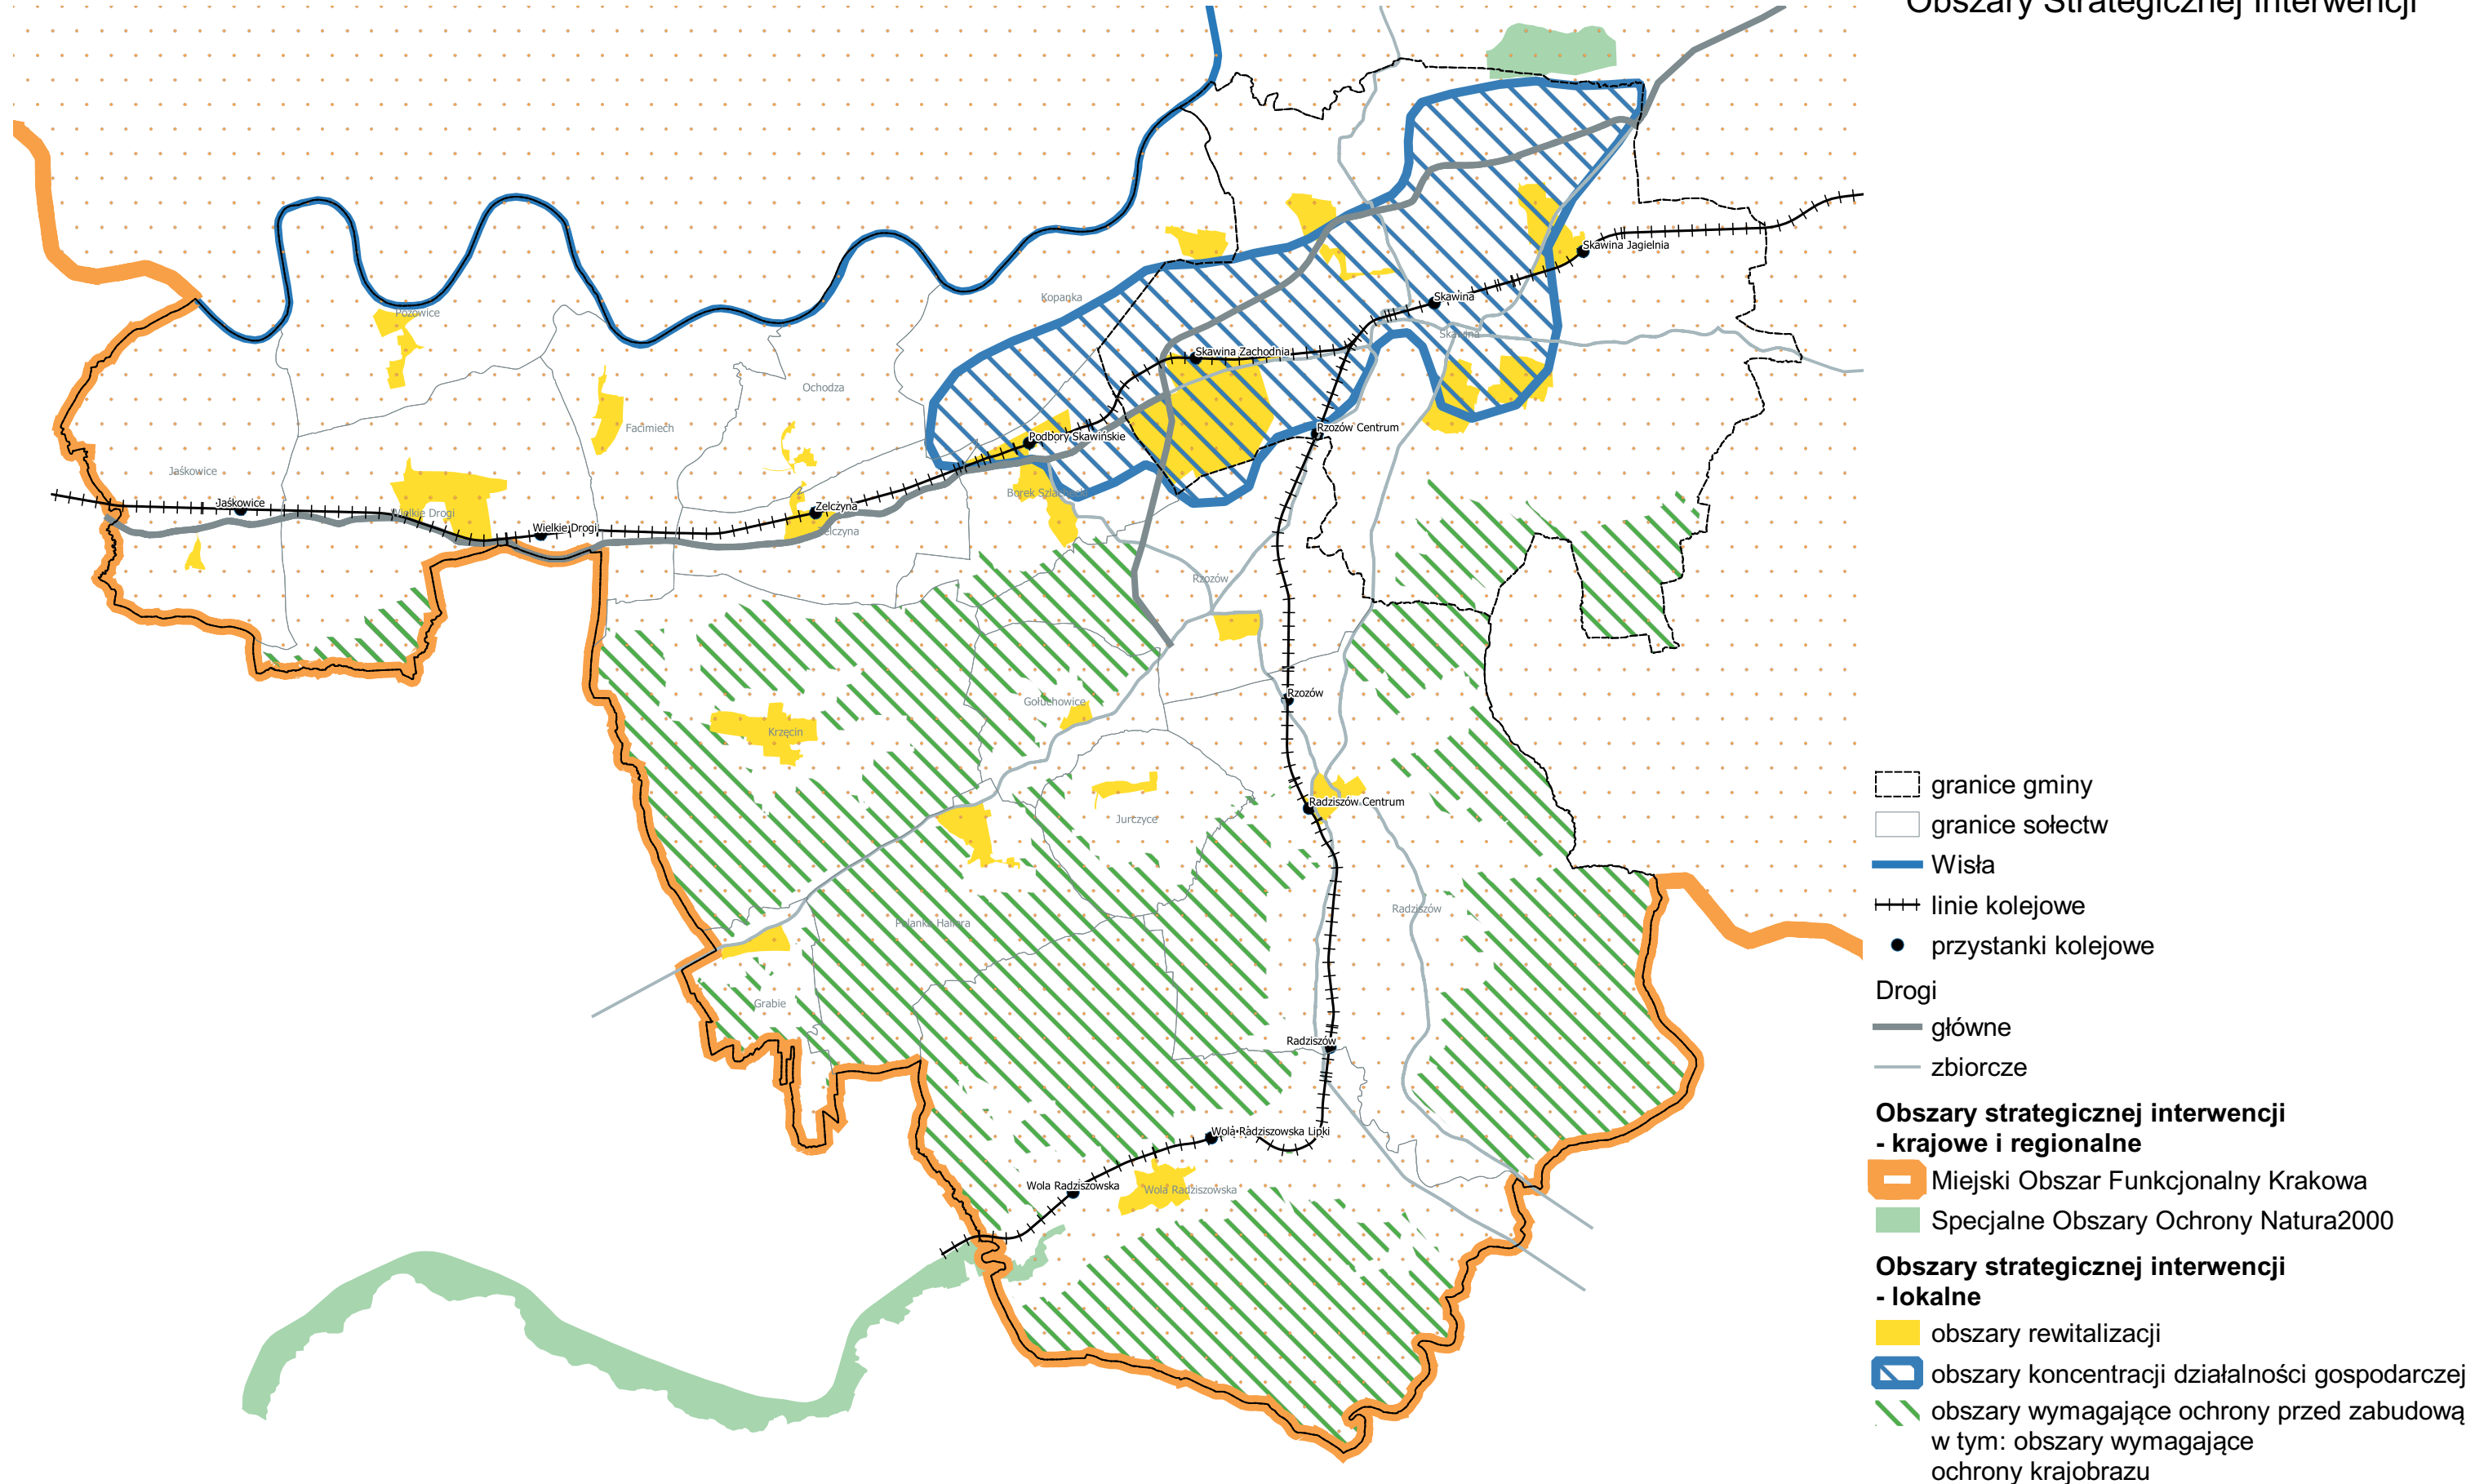 Obszary Strategicznej Interwencji
Skawina Jagielnia
Kopanka
Skawina
Pozowice
Skawina
Skawina Zachodnia
Ochodza
Facimiech
Rzozów Centrum
Podbory Skawińskie
Jaśkowice
Borek
Jaśkowice
Zelczyna
Wielkie Drogi
Wielkie Drogi
Zelczyna
Rzozów
Rzozów
Gołuchowice
Krzęcin
Radziszów Centrum
Jurczyce
Radziszów
Polanka Hallera
Grabie
Radziszów
Wola Radziszowska Lipki
Wola Radziszowska
Wola Radziszowska
granice gminy
granice sołectw
Wisła
linie kolejowe
przystanki kolejowe
Drogi
główne
zbiorcze
Obszary strategicznej interwencji
- krajowe i regionalne
Miejski Obszar Funkcjonalny Krakowa
Specjalne Obszary Ochrony Natura2000
Obszary strategicznej interwencji
- lokalne
obszary rewitalizacji
obszary koncentracji działalności gospodarczej
obszary wymagające ochrony przed zabudową
w tym: obszary wymagające
ochrony krajobrazu